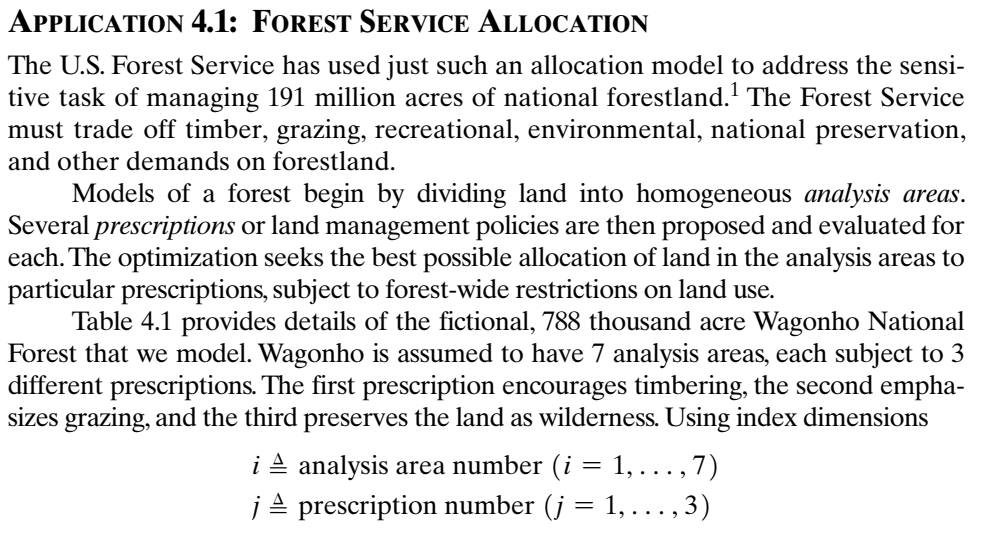 APPLICATION 4.1: FOREST SERVICE ALLOCATION
The U.S. Forest Service has used just such an allocation model to address the sensi-
tive task of managing 191 million acres of national forestland.1 The Forest Service
must trade off timber, grazing, recreational, environmental, national preservation,
and other demands on forestland.
Models of a forest begin by dividing land into homogeneous analysis areas.
Several prescriptions or land management policies are then proposed and evaluated for
each. The optimization seeks the best possible allocation of land in the analysis areas to
particular prescriptions, subject to forest-wide restrictions on land use.
Table 4.1 provides details of the fictional, 788 thousand acre Wagonho National
Forest that we model. Wagonho is assumed to have 7 analysis areas, each subject to 3
different prescriptions. The first prescription encourages timbering, the second empha-
sizes grazing, and the third preserves the land as wilderness. Using index dimensions
i ≜ analysis area number (i = 1, . . . , 7)
j ≜ prescription number (j = 1, . . . , 3)